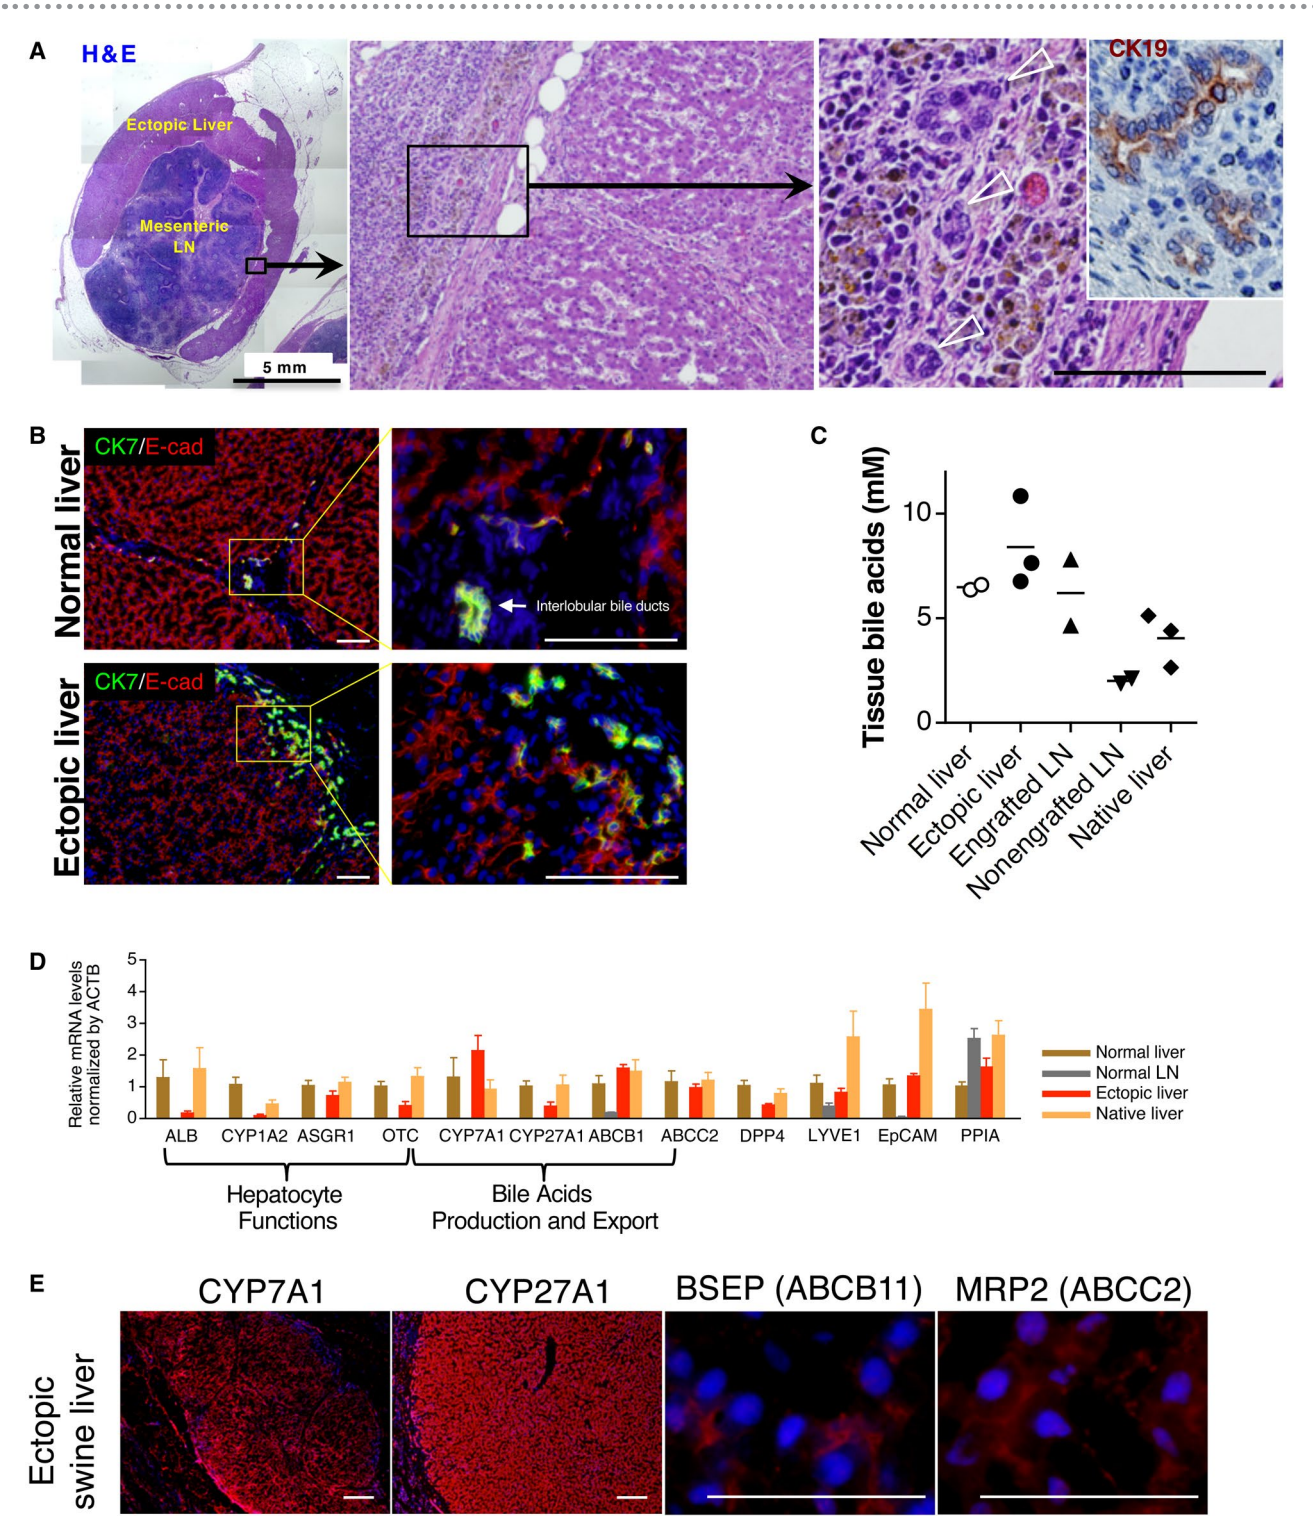 A
H&E
Ectopic Liver
Mesenteric
LN
5 mm
CK19
B
Normal liver
CK7/E-cad
Interlobular bile ducts
Ectopic liver
CK7/E-cad
C
Tissue bile acids (mM)
10
5
0
Normal liver
Ectopic liver
Engrafted LN
Nonengrafted LN
Native liver
D
Relative mRNA levels
normalized by ACTB
5
4
3
2
1
0
ALB CYP1A2 ASGR1 OTC CYP7A1 CYP27A1 ABCB1 ABCC2 DPP4 LYVE1 EpCAM PPIA
Hepatocyte
Functions
Bile Acids
Production and Export
Normal liver
Normal LN
Ectopic liver
Native liver
E
CYP7A1 CYP27A1 BSEP (ABCB11) MRP2 (ABCC2)
Ectopic
swine liver